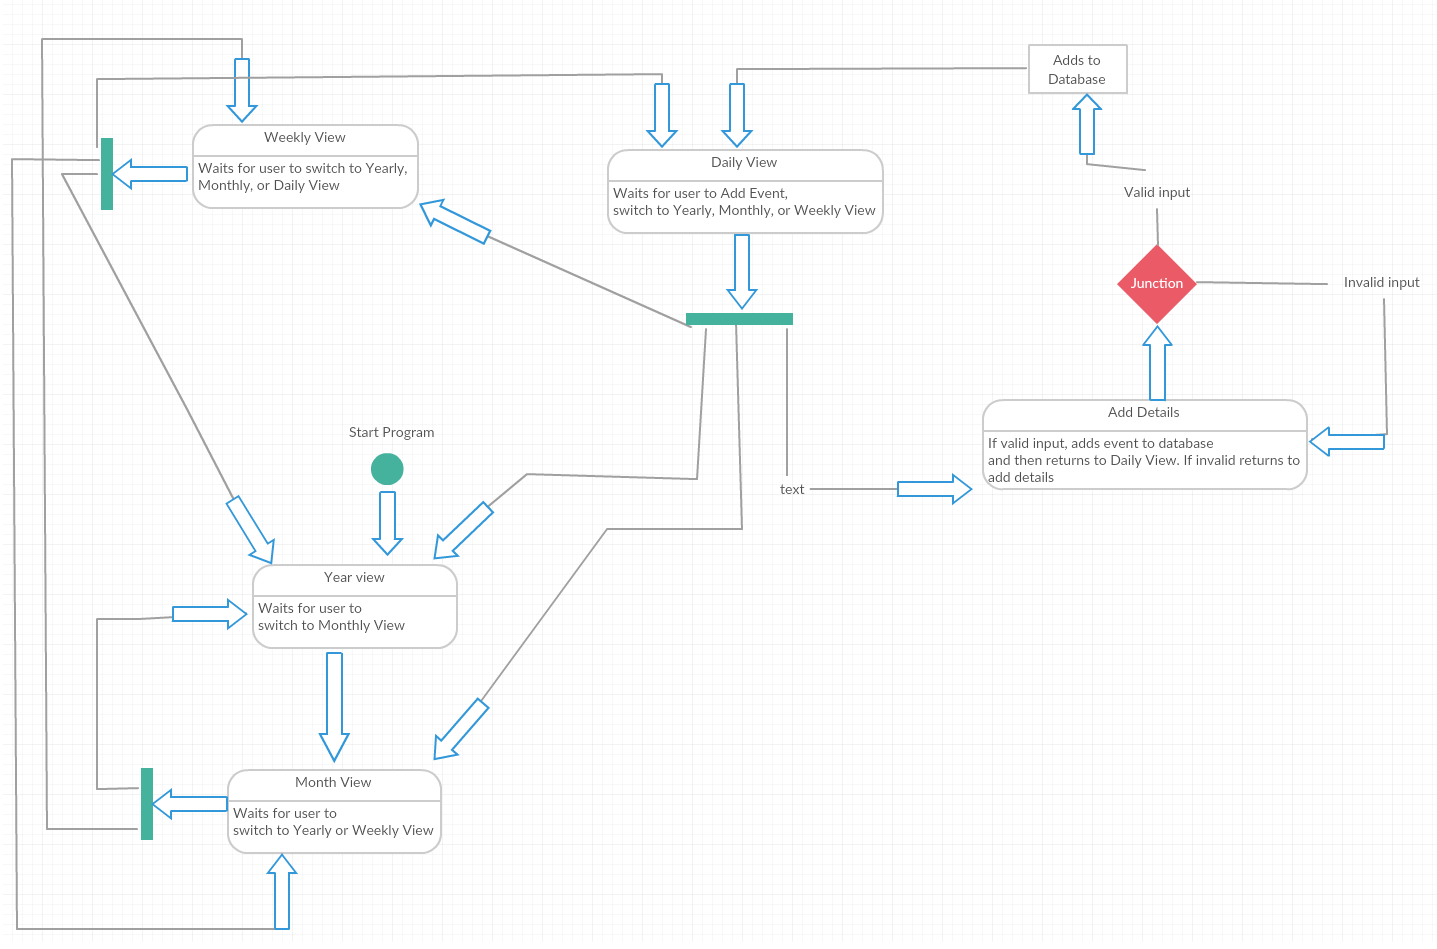 Adds to
Database
Weekly View
Waits for user to switch to Yearly,
Monthly, or Daily View
Daily View
Waits for user to Add Event,
switch to Yearly, Monthly, or Weekly View
Valid input
Junction
Invalid input
Start Program
Add Details
If valid input, adds event to database
and then returns to Daily View. If invalid returns to
add details
text
Year view
Waits for user to
switch to Monthly View
Month View
Waits for user to
switch to Yearly or Weekly View